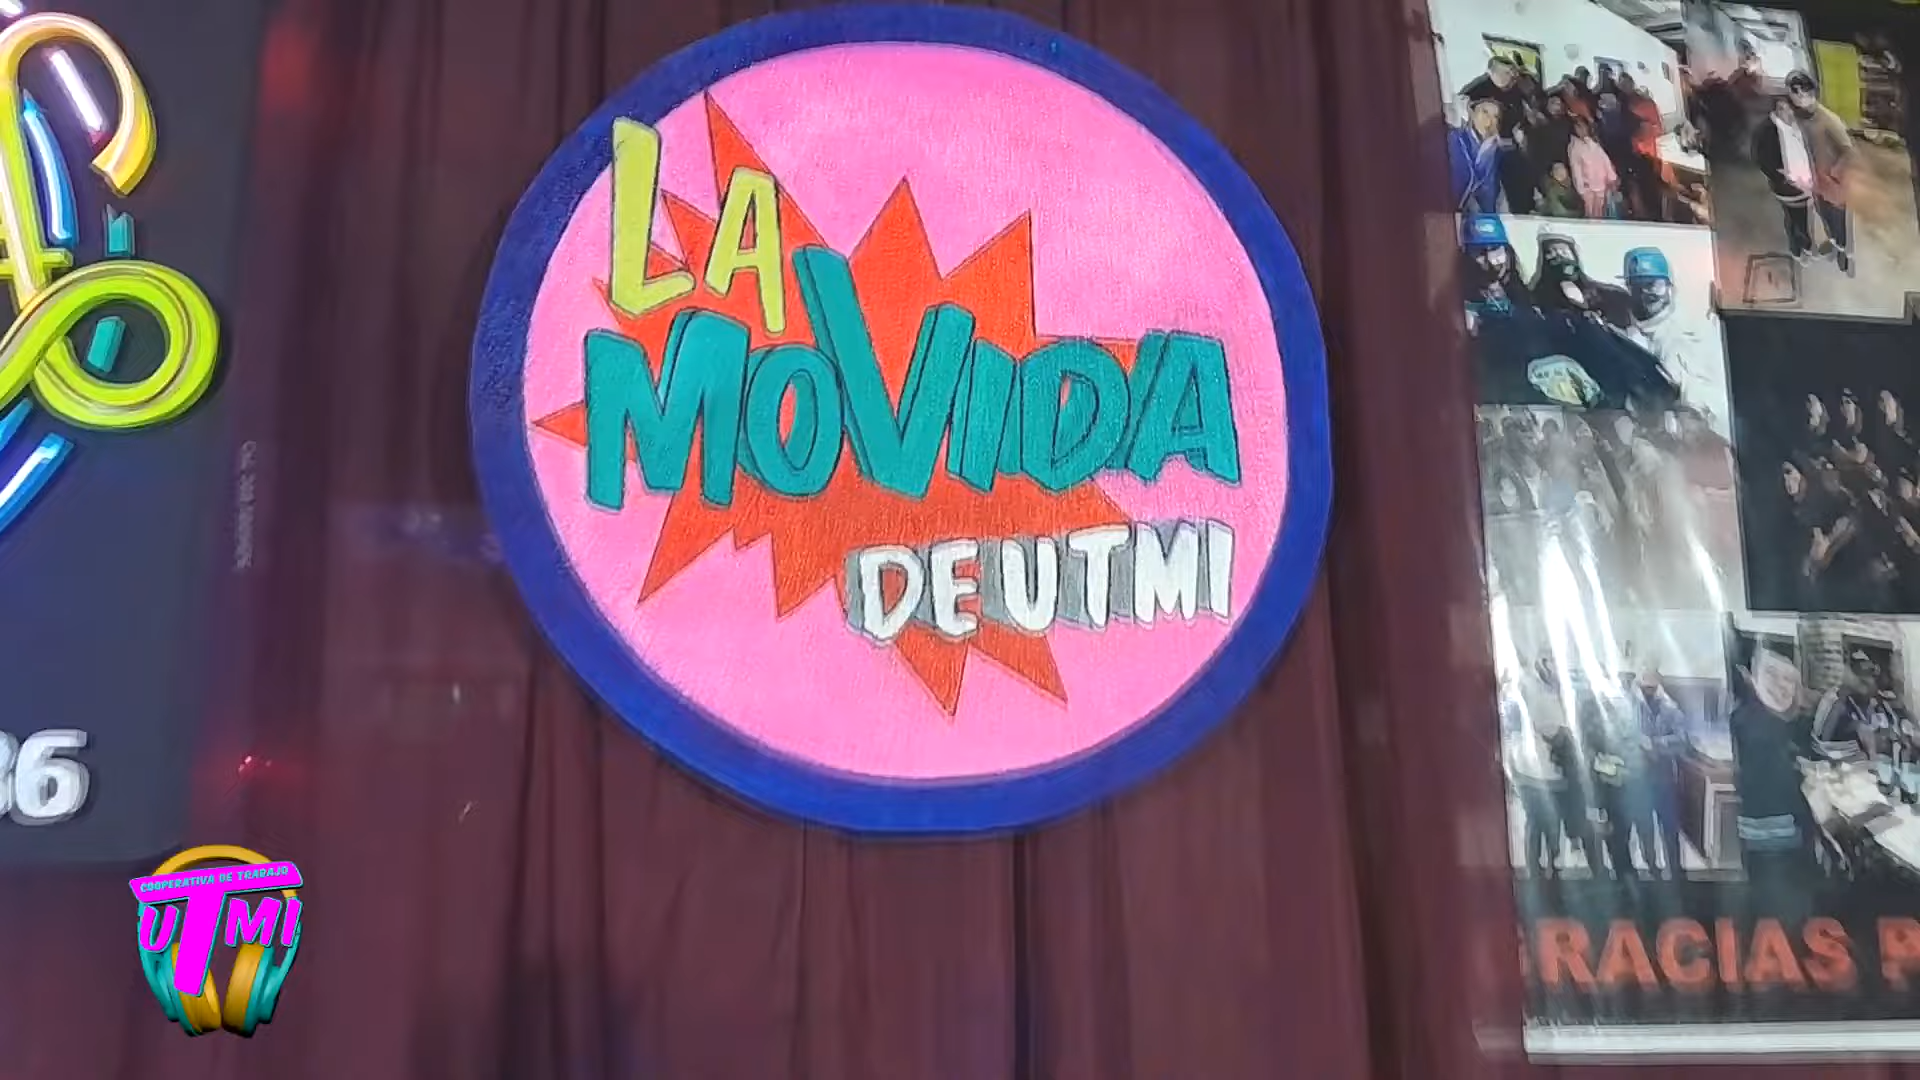 LA
MOVIDA
DE UTMI
36
COOPERATIVA DE TRABAJO
UTMI
RACIAS P